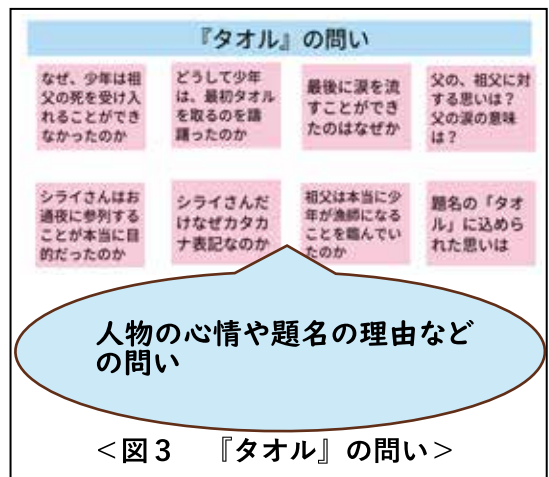 『タオル』の問い
なぜ、少年は祖
父の死を受け入
れることができ
なかったのか
どうして少年
は、最初タオル
を取るのを躊
躇ったのか
最後に涙を流
すことができ
たのはなぜか
父の、祖父に対
する思いは？
父の涙の意味
は？
シライさんはお
通夜に参列する
ことが本当に目
的だったのか
シライさんだ
けなぜカタカ
ナ表記なのか
祖父は本当に少
年が漁師になる
ことを臨んでい
たのか
題名の「タオ
ル」に込めら
れた思いは
人物の心情や題名の理由など
の問い
＜図３　『タオル』の問い＞